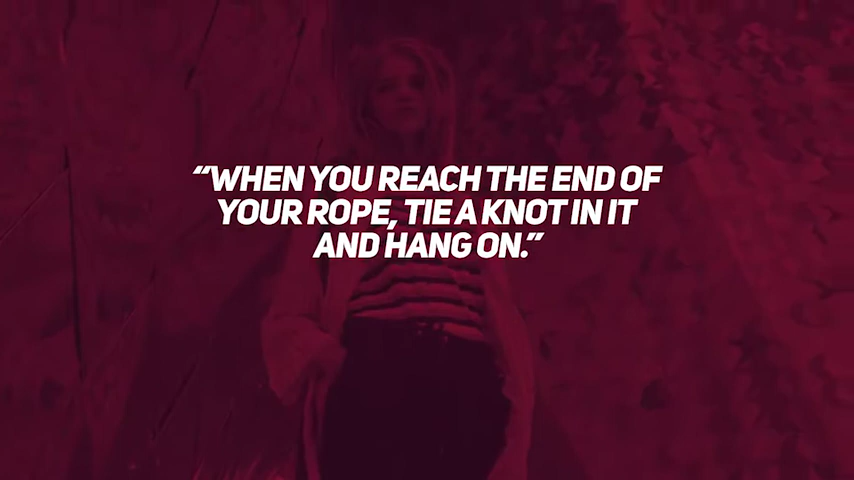 “WHEN YOU REACH THE END OF
YOUR ROPE, TIE A KNOT IN IT
AND HANG ON.”